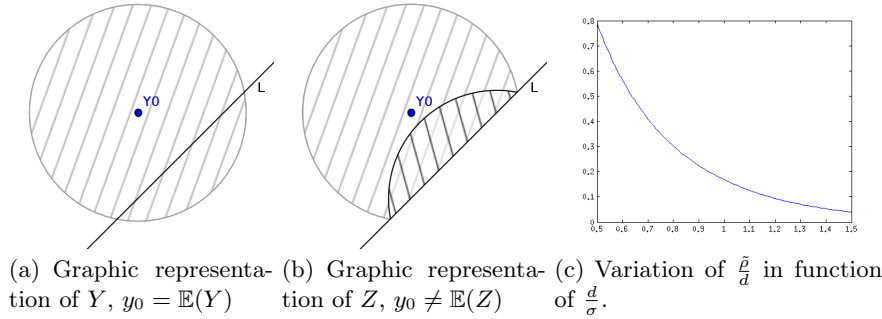 Y0
L
Y0
L
0.8
0.7
0.6
0.5
0.4
0.3
0.2
0.1
0
0.5 0.6 0.7 0.8 0.9 1 1.1 1.2 1.3 1.4 1.5
(a) Graphic representa-
tion of Y, y₀ = 𝔼(Y)
(b) Graphic representa-
tion of Z, y₀ ≠ 𝔼(Z)
(c) Variation of ρ̃/d in function
of d/σ.